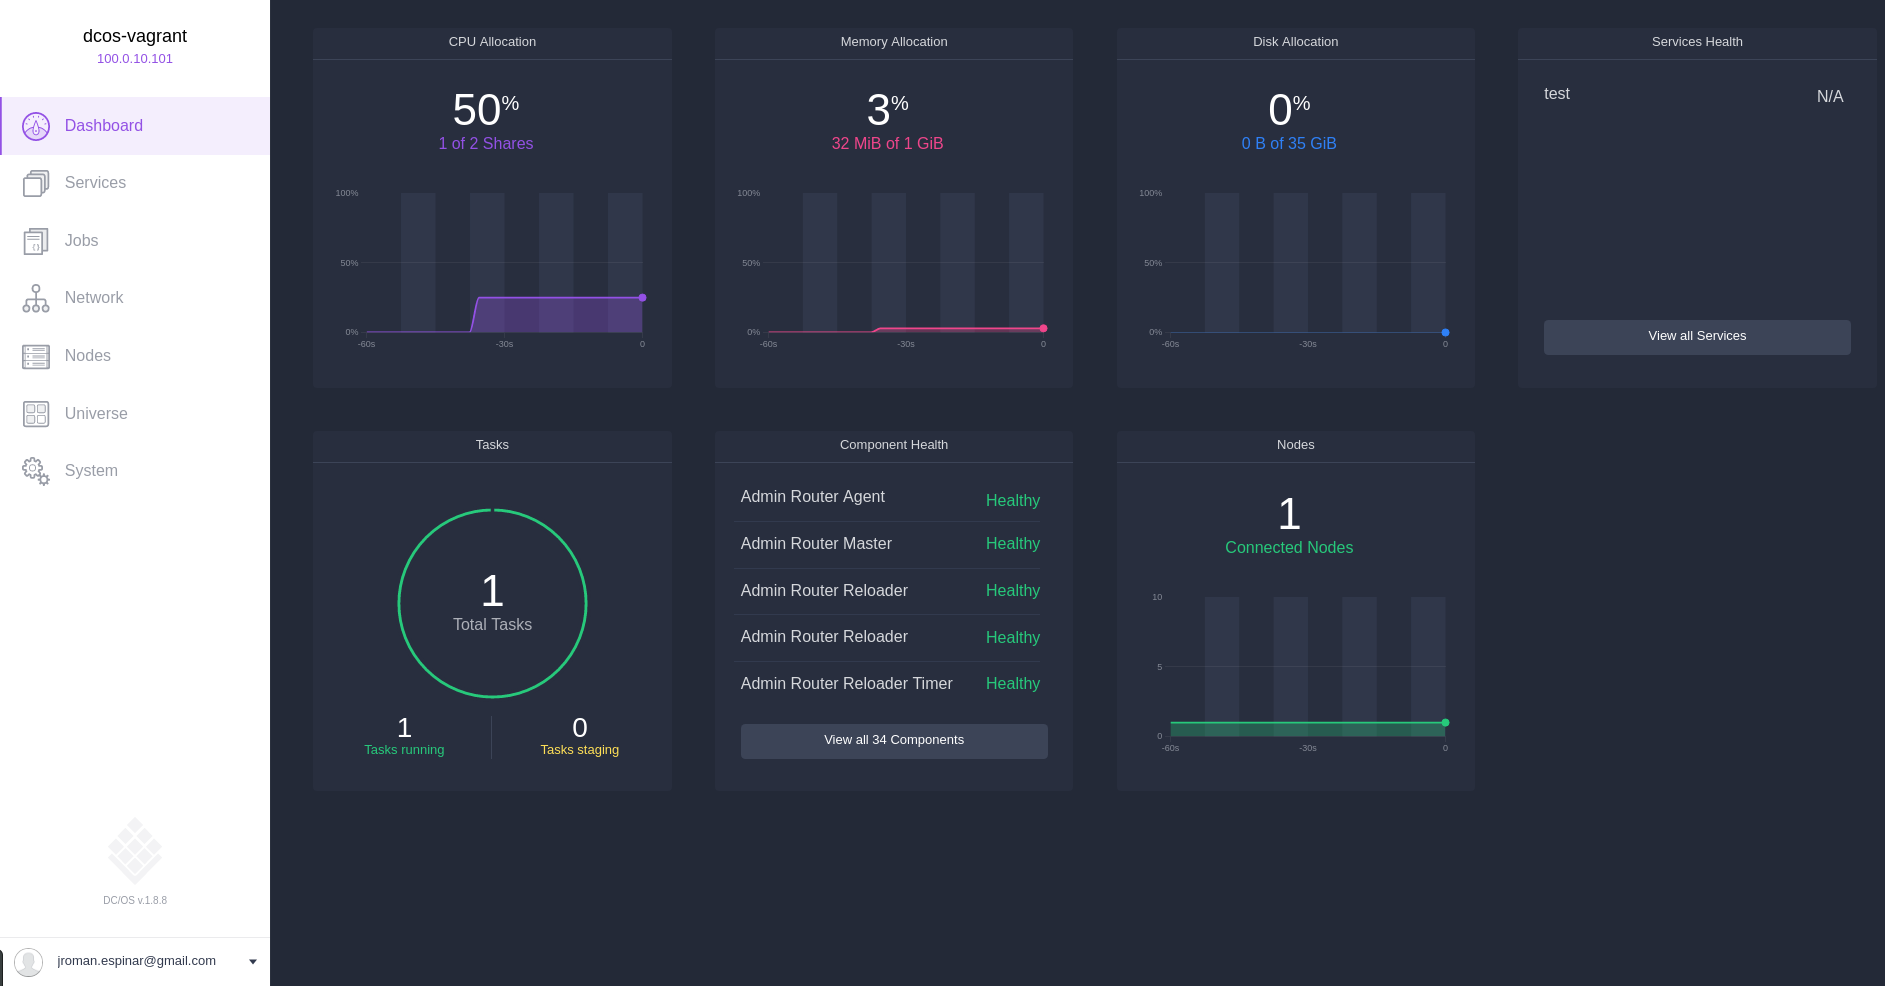 dcos-vagrant
100.0.10.101
Dashboard
Services
Jobs
Network
Nodes
Universe
System
DC/OS v.1.8.8
jroman.espinar@gmail.com
CPU Allocation
50%
1 of 2 Shares
100%
50%
0%
-60s -30s 0
Memory Allocation
3%
32 MiB of 1 GiB
100%
50%
0%
-60s -30s 0
Disk Allocation
0%
0 B of 35 GiB
100%
50%
0%
-60s -30s 0
Services Health
test N/A
View all Services
Tasks
1
Total Tasks
1 0
Tasks running Tasks staging
Component Health
Admin Router Agent Healthy
Admin Router Master Healthy
Admin Router Reloader Healthy
Admin Router Reloader Healthy
Admin Router Reloader Timer Healthy
View all 34 Components
Nodes
1
Connected Nodes
10
5
0
-60s -30s 0